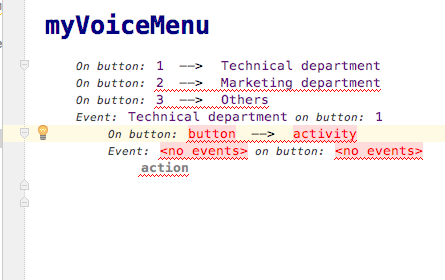 myVoiceMenu
On button: 1 --> Technical department
On button: 2 --> Marketing department
On button: 3 --> Others
Event: Technical department on button: 1
On button: button --> activity
Event: <no events> on button: <no events>
action